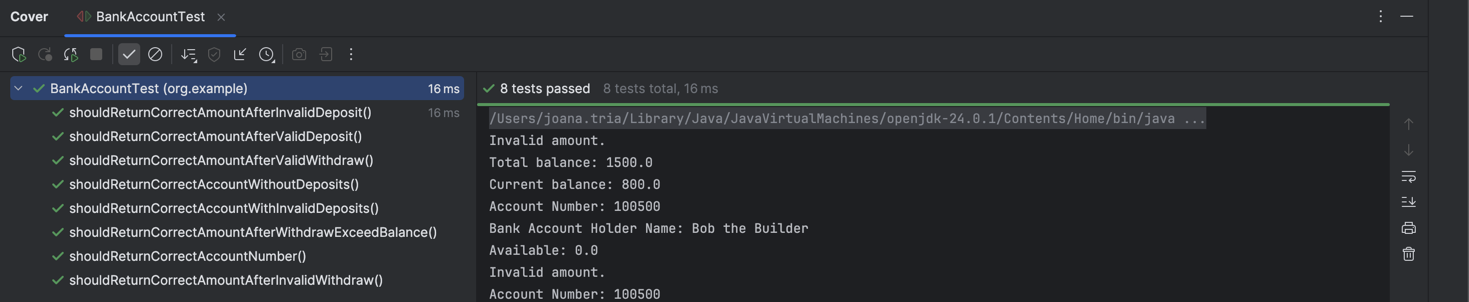 Cover BankAccountTest
BankAccountTest (org.example) 16 ms
shouldReturnCorrectAmountAfterInvalidDeposit() 16 ms
shouldReturnCorrectAmountAfterValidDeposit()
shouldReturnCorrectAmountAfterValidWithdraw()
shouldReturnCorrectAccountWithoutDeposits()
shouldReturnCorrectAccountWithInvalidDeposits()
shouldReturnCorrectAmountAfterWithdrawExceedBalance()
shouldReturnCorrectAccountNumber()
shouldReturnCorrectAmountAfterInvalidWithdraw()
8 tests passed 8 tests total, 16 ms
/Users/joana.tria/Library/Java/JavaVirtualMachines/openjdk-24.0.1/Contents/Home/bin/java ...
Invalid amount.
Total balance: 1500.0
Current balance: 800.0
Account Number: 100500
Bank Account Holder Name: Bob the Builder
Available: 0.0
Invalid amount.
Account Number: 100500